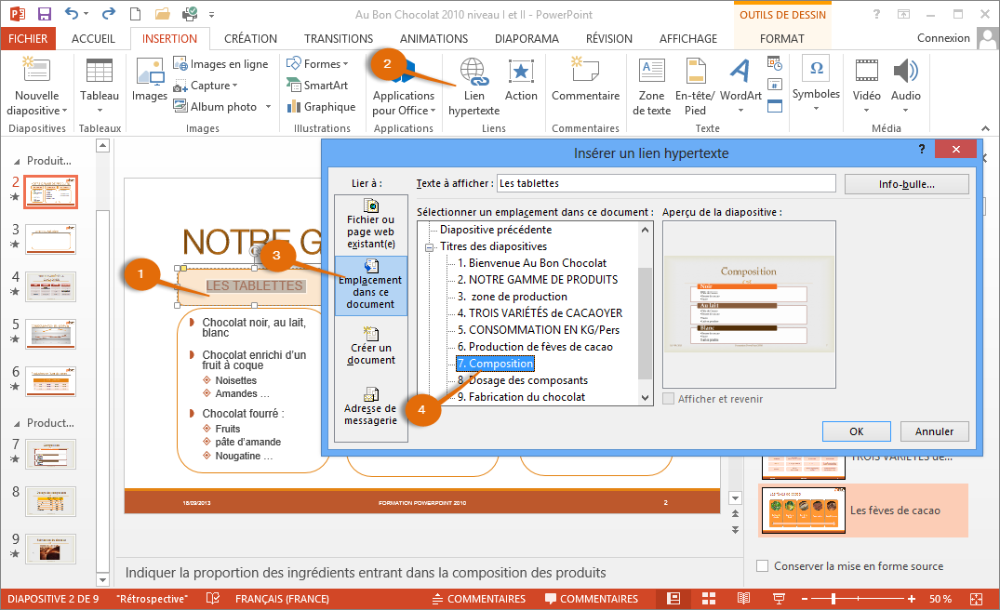 Au Bon Chocolat 2010 niveau I et II - PowerPoint
OUTILS DE DESSIN
?
FICHIER
ACCUEIL
INSERTION
CRÉATION
TRANSITIONS
ANIMATIONS
DIAPORAMA
RÉVISION
AFFICHAGE
FORMAT
Connexion
Nouvelle
diapositive
Diapositives
Tableau
Tableaux
Images
Images en ligne
Capture
Album photo
Images
Formes
SmartArt
Graphique
Illustrations
2
Applications
pour Office
Applications
Lien
hypertexte
Action
Liens
Commentaire
Commentaires
Zone
de texte
En-tête/
Pied
WordArt
Texte
Symboles
Vidéo
Audio
Média
Produit...
2
3
4
5
6
Product...
7
8
9
NOTRE G
1
LES TABLETTES
Chocolat noir, au lait,
blanc
Chocolat enrichi d'un
fruit à coque
Noisettes
Amandes ...
Chocolat fourré :
Fruits
pâte d'amande
Nougatine ...
18/09/2013
FORMATION POWERPOINT 2010
2
Insérer un lien hypertexte
?
Lier à :
Texte à afficher :
Les tablettes
Info-bulle...
Fichier ou
page web
existant(e)
3
Emplacement
dans ce
document
Créer un
document
Adresse de
messagerie
Sélectionner un emplacement dans ce document :
Diapositive précédente
Titres des diapositives
1. Bienvenue Au Bon Chocolat
2. NOTRE GAMME DE PRODUITS
3. zone de production
4. TROIS VARIÉTÉS de CACAOYER
5. CONSOMMATION EN KG/Pers
6. Production de fèves de cacao
7. Composition
8. Dosage des composants
9. Fabrication du chocolat
4
Aperçu de la diapositive :
Composition
Noir
Au lait
Blanc
Afficher et revenir
OK
Annuler
TROIS VARIÉTÉS de...
Les fèves de cacao
Conserver la mise en forme source
Indiquer la proportion des ingrédients entrant dans la composition des produits
DIAPOSITIVE 2 DE 9
"Rétrospective"
FRANÇAIS (FRANCE)
COMMENTAIRES
COMMENTAIRES
50 %